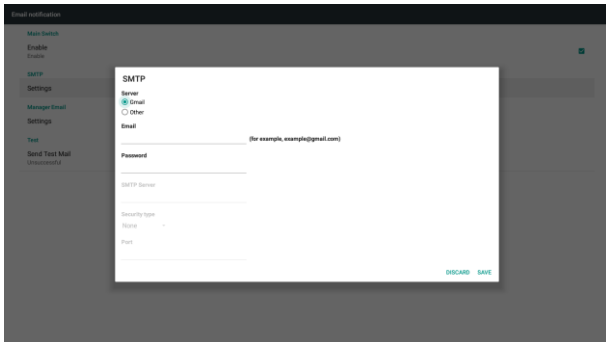 Email notification
Main Switch
Enable
Enable
SMTP
Settings
Manager Email
Settings
Test
Send Test Mail
Unsuccessful
SMTP
Server
Gmail
Other
Email
(for example, example@gmail.com)
Password
SMTP Server
Security type
None
Port
DISCARD SAVE